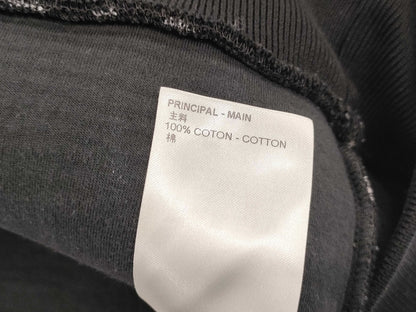 PRINCIPAL - MAIN
主料
100% COTON - COTTON
棉